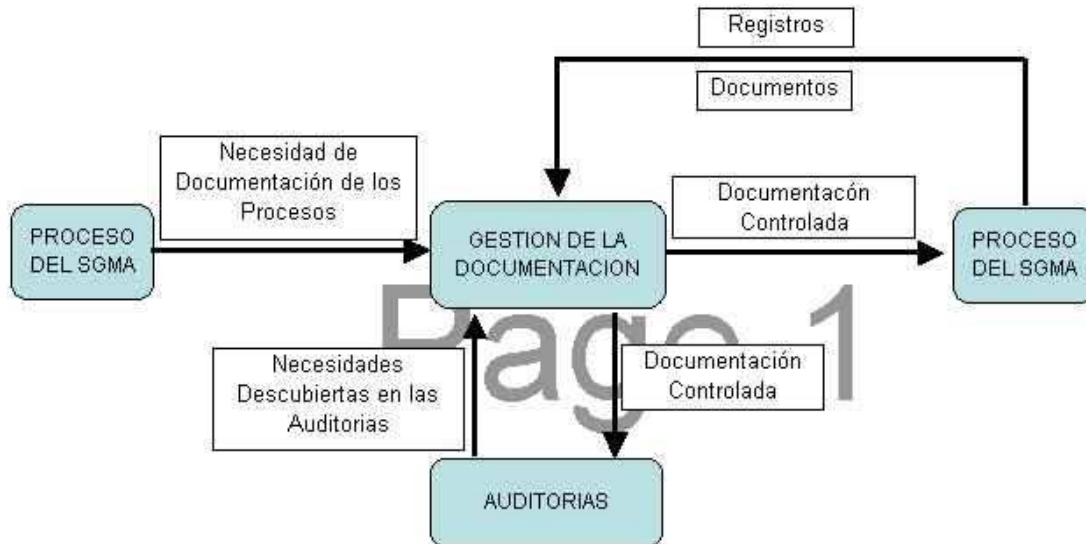 Registros
Documentos
Necesidad de
Documentación de los
Procesos
Documentacón
Controlada
PROCESO
DEL SGMA
GESTION DE LA
DOCUMENTACION
PROCESO
DEL SGMA
Page 1
Necesidades
Descubiertas en las
Auditorias
Documentación
Controlada
AUDITORIAS